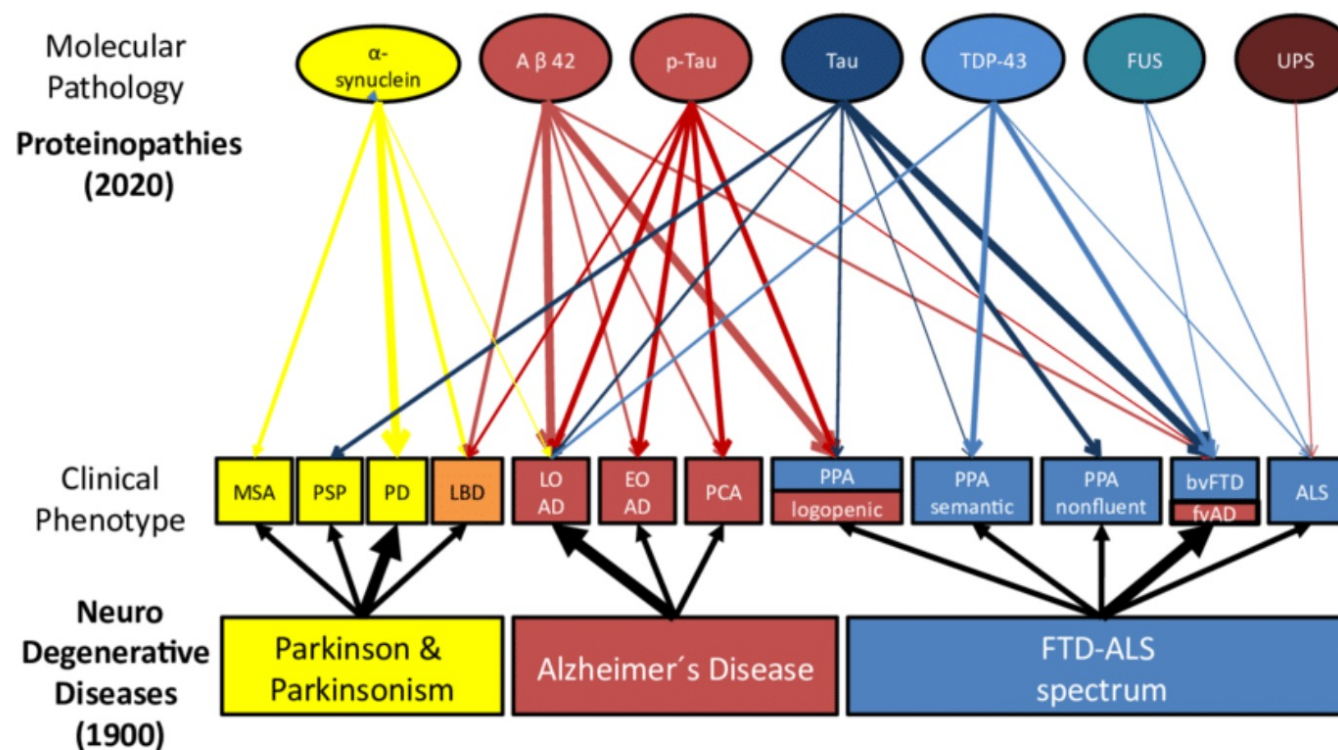 Molecular
Pathology
Proteinopathies
(2020)
α-
synuclein
A β 42
p-Tau
Tau
TDP-43
FUS
UPS
Clinical
Phenotype
MSA
PSP
PD
LBD
LO
AD
EO
AD
PCA
PPA
logopenic
PPA
semantic
PPA
nonfluent
bvFTD
fvAD
ALS
Neuro
Degenerative
Diseases
(1900)
Parkinson &
Parkinsonism
Alzheimer´s Disease
FTD-ALS
spectrum